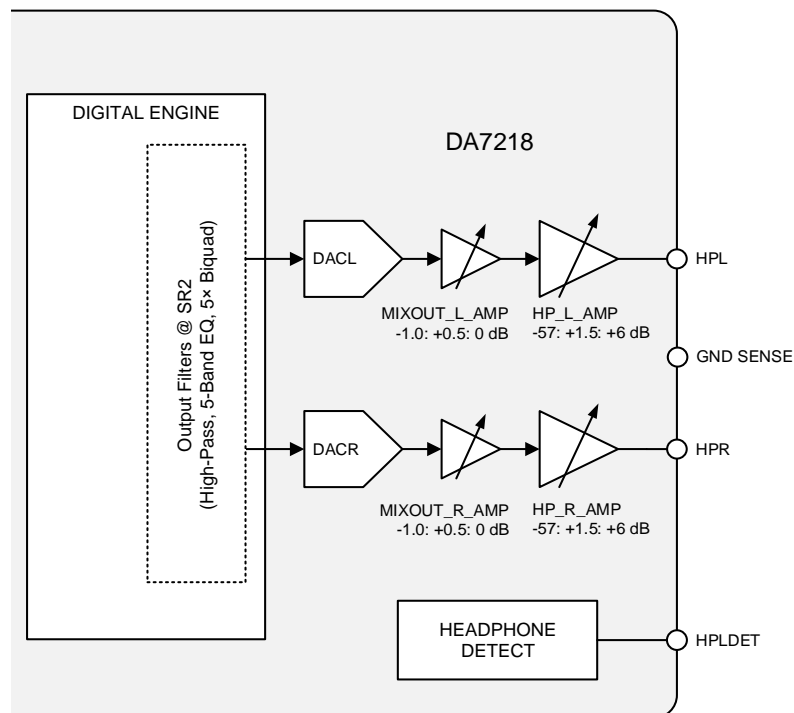 DIGITAL ENGINE
DA7218
Output Filters @ SR2
(High-Pass, 5-Band EQ, 5× Biquad)
DACL
MIXOUT_L_AMP
-1.0: +0.5: 0 dB
HP_L_AMP
-57: +1.5: +6 dB
HPL
GND SENSE
DACR
MIXOUT_R_AMP
-1.0: +0.5: 0 dB
HP_R_AMP
-57: +1.5: +6 dB
HPR
HEADPHONE
DETECT
HPLDET